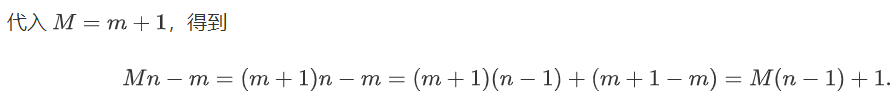 代入 M = m + 1，得到
Mn − m = (m + 1)n − m = (m + 1)(n − 1) + (m + 1 − m) = M(n − 1) + 1.